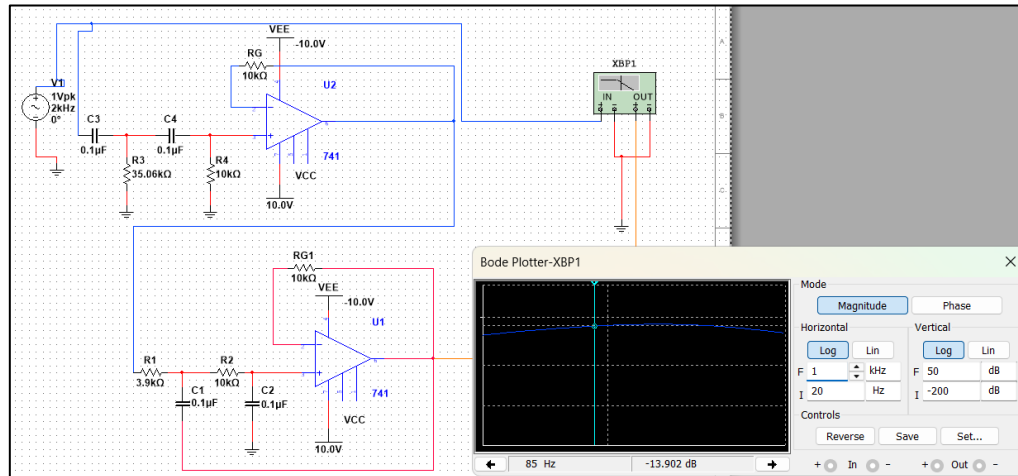 VEE
-10.0V
RG
10kΩ
U2
V1
1Vpk
2kHz
0°
C3
0.1µF
C4
0.1µF
R3
35.06kΩ
R4
10kΩ
741
VCC
10.0V
XBP1
IN OUT
A
B
C
RG1
10kΩ
VEE
-10.0V
U1
R1
3.9kΩ
R2
10kΩ
C1
0.1µF
C2
0.1µF
741
VCC
10.0V
Bode Plotter-XBP1
Mode
Magnitude Phase
Horizontal Vertical
Log Lin Log Lin
F 1 kHz F 50 dB
I 20 Hz I -200 dB
Controls
Reverse Save Set...
85 Hz -13.902 dB
+ In - + Out -